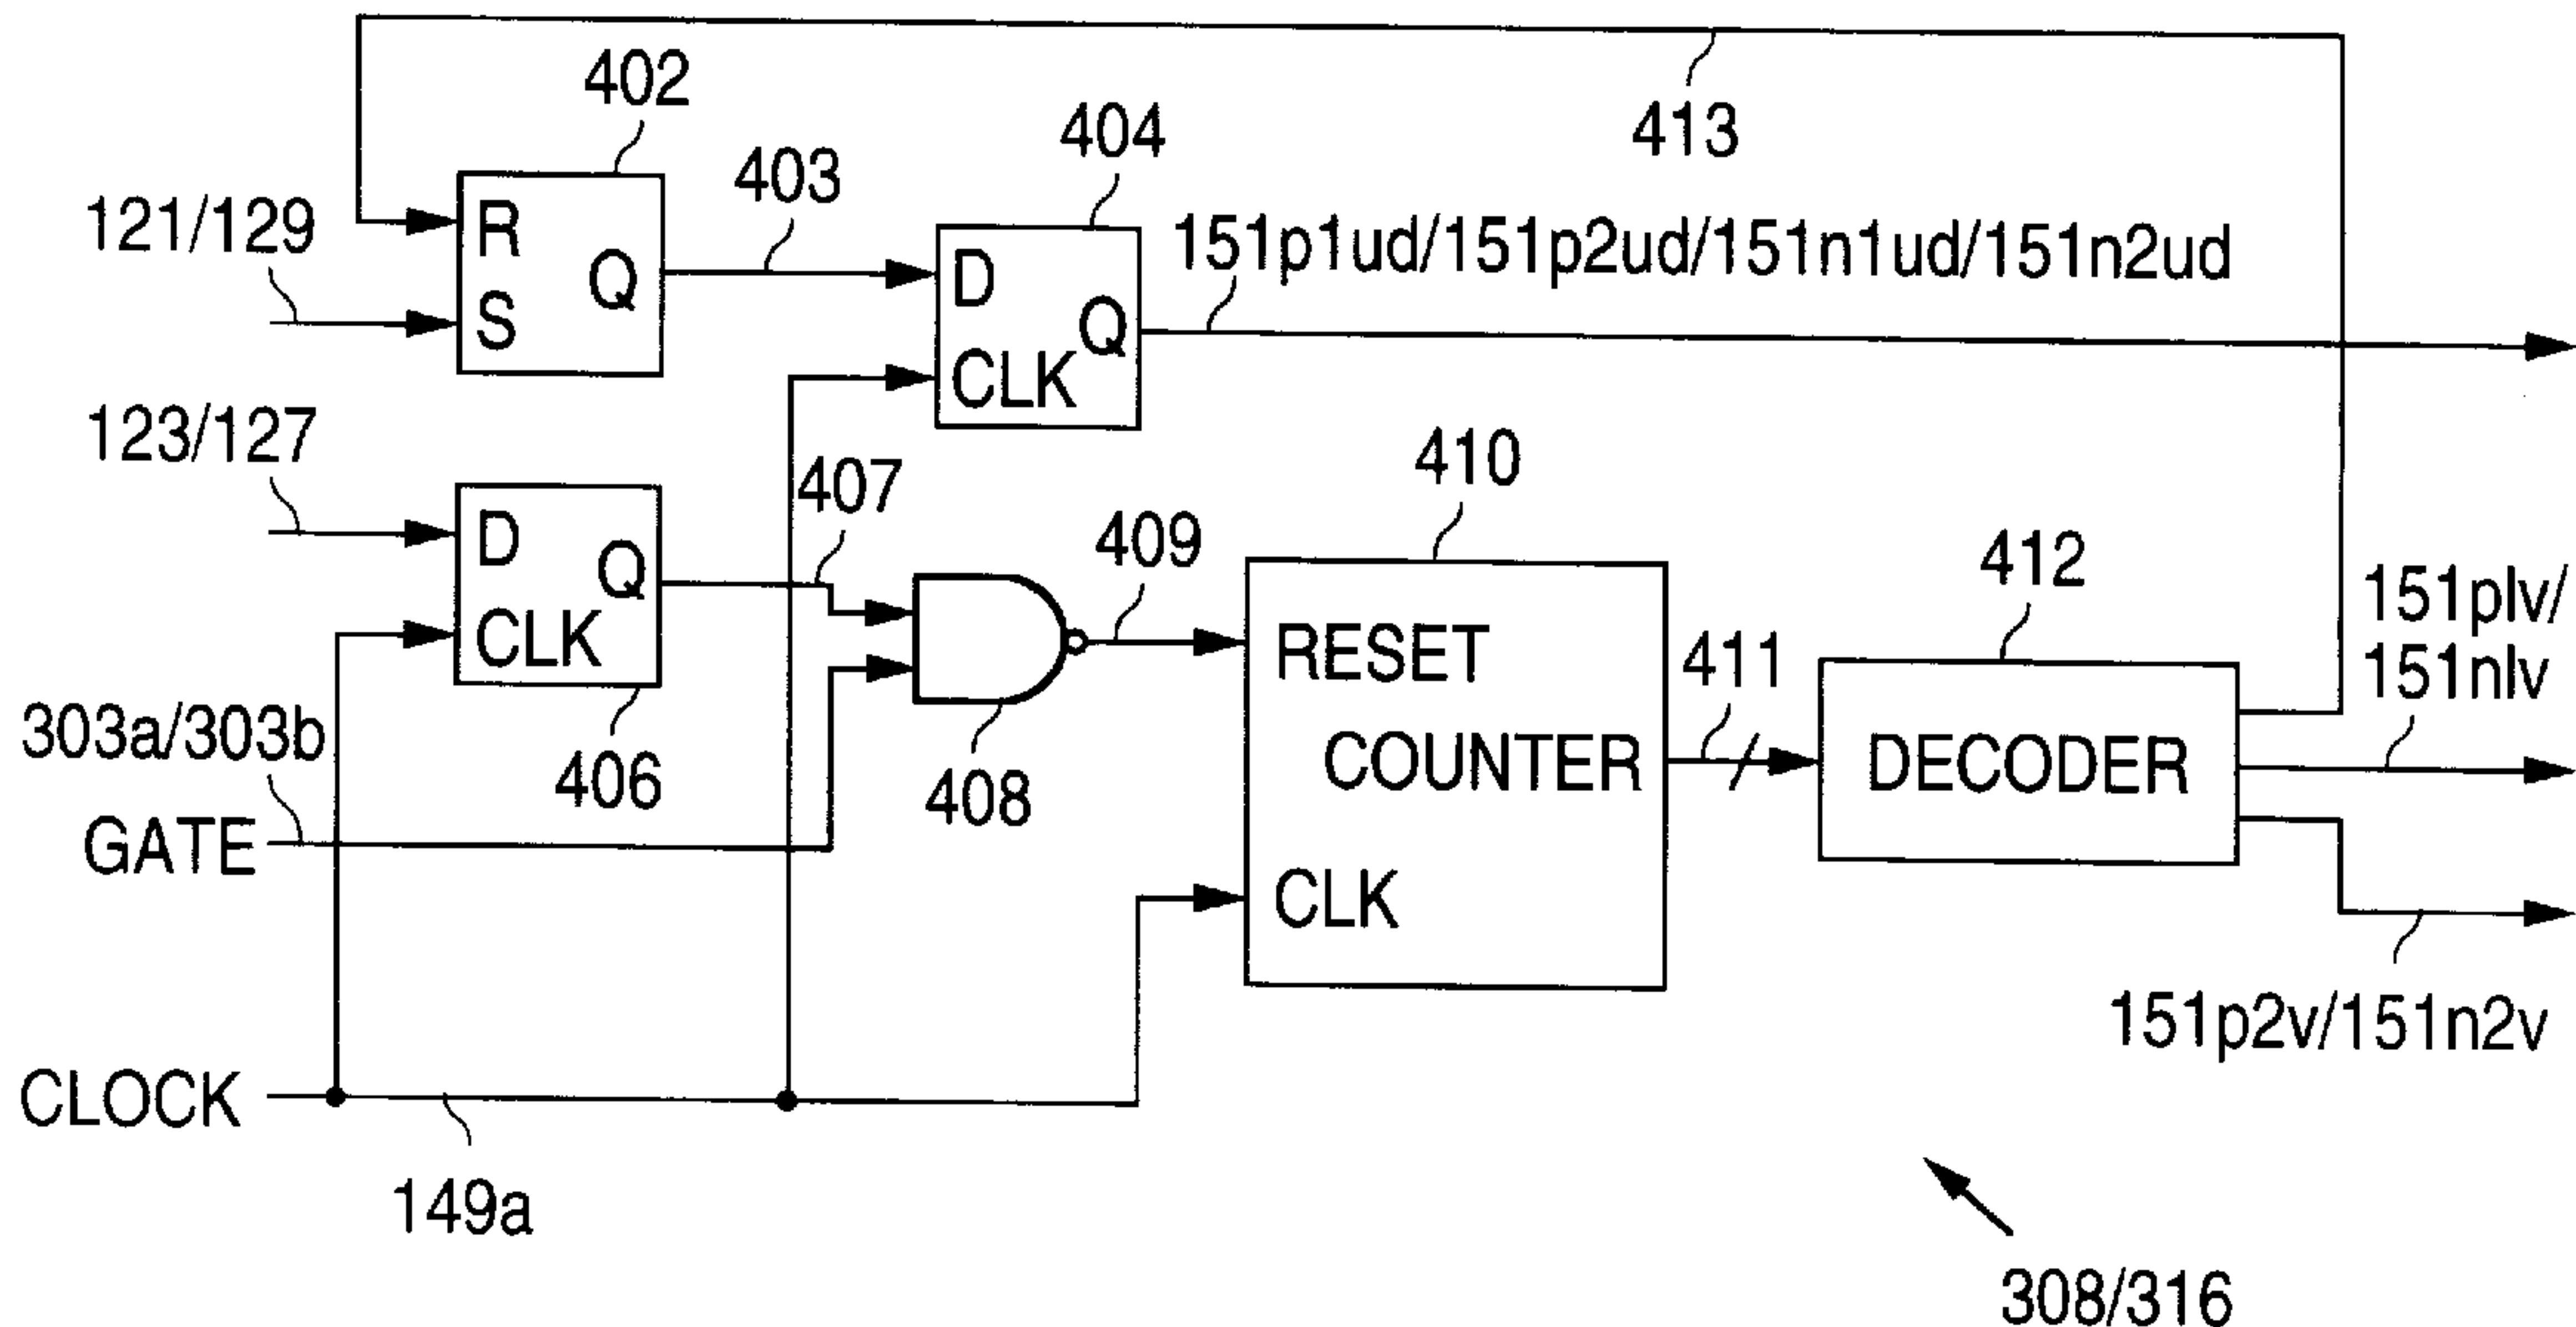 402
404
413
403
121/129
R
Q
S
D
Q
CLK
151p1ud/151p2ud/151n1ud/151n2ud
123/127
407
410
D
Q
CLK
409
412
151plv/
151nlv
RESET
411
303a/303b
406
408
COUNTER
DECODER
GATE
CLK
151p2v/151n2v
CLOCK
149a
308/316